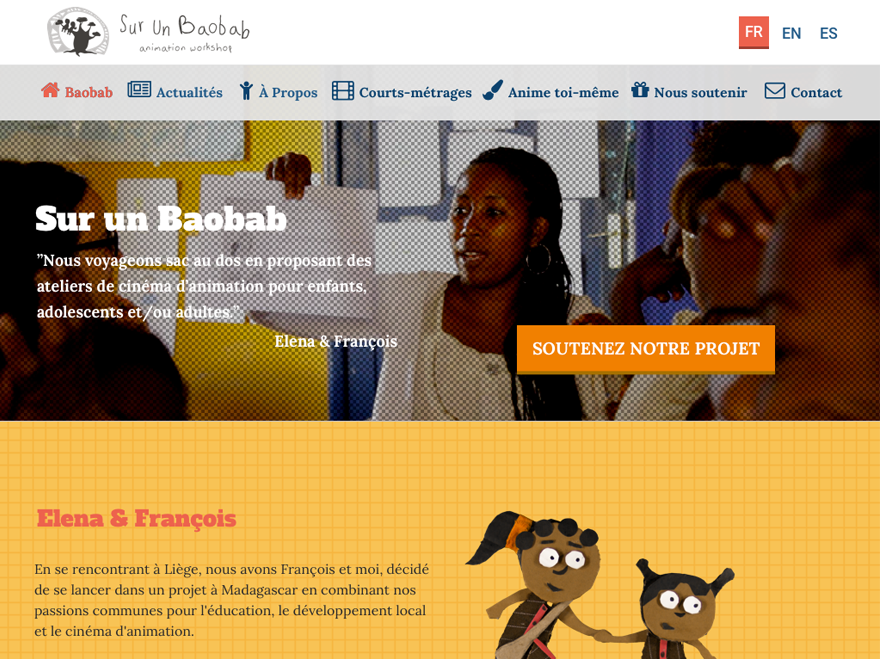 Sur Un Baobab
animation workshop
FR EN ES
Baobab Actualités À Propos Courts-métrages Anime toi-même Nous soutenir Contact
Sur un Baobab
”Nous voyageons sac au dos en proposant des
ateliers de cinéma d'animation pour enfants,
adolescents et/ou adultes.”
Elena & François
SOUTENEZ NOTRE PROJET
Elena & François
En se rencontrant à Liège, nous avons François et moi, décidé
de se lancer dans un projet à Madagascar en combinant nos
passions communes pour l'éducation, le développement local
et le cinéma d'animation.